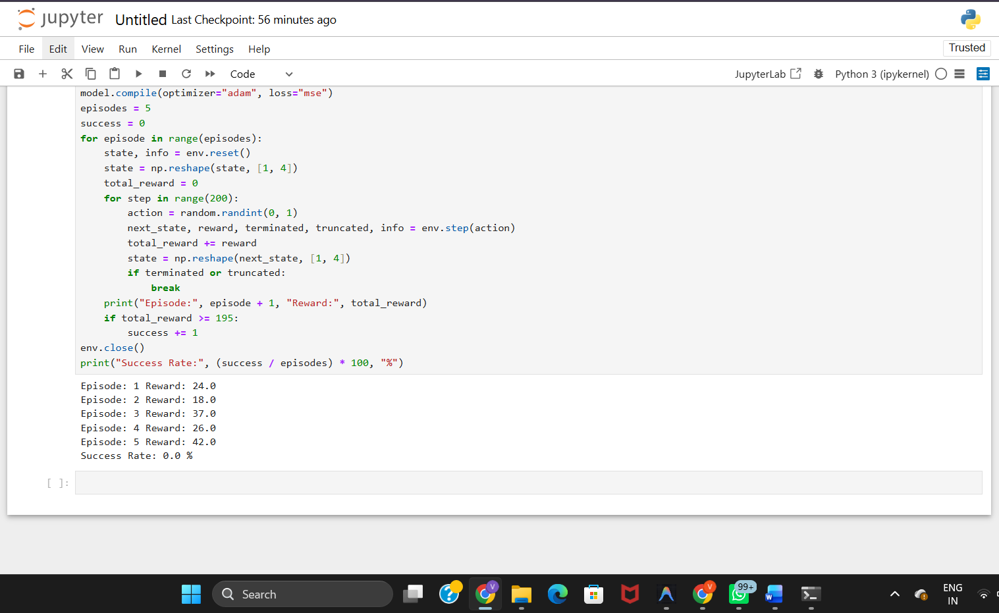 jupyter Untitled Last Checkpoint: 56 minutes ago
File Edit View Run Kernel Settings Help Trusted
Code JupyterLab Python 3 (ipykernel)
model.compile(optimizer="adam", loss="mse")
episodes = 5
success = 0
for episode in range(episodes):
    state, info = env.reset()
    state = np.reshape(state, [1, 4])
    total_reward = 0
    for step in range(200):
        action = random.randint(0, 1)
        next_state, reward, terminated, truncated, info = env.step(action)
        total_reward += reward
        state = np.reshape(next_state, [1, 4])
        if terminated or truncated:
            break
    print("Episode:", episode + 1, "Reward:", total_reward)
    if total_reward >= 195:
        success += 1
env.close()
print("Success Rate:", (success / episodes) * 100, "%")
Episode: 1 Reward: 24.0
Episode: 2 Reward: 18.0
Episode: 3 Reward: 37.0
Episode: 4 Reward: 26.0
Episode: 5 Reward: 42.0
Success Rate: 0.0 %
[ ]:
Search
V
V
99+
W
ENG
IN